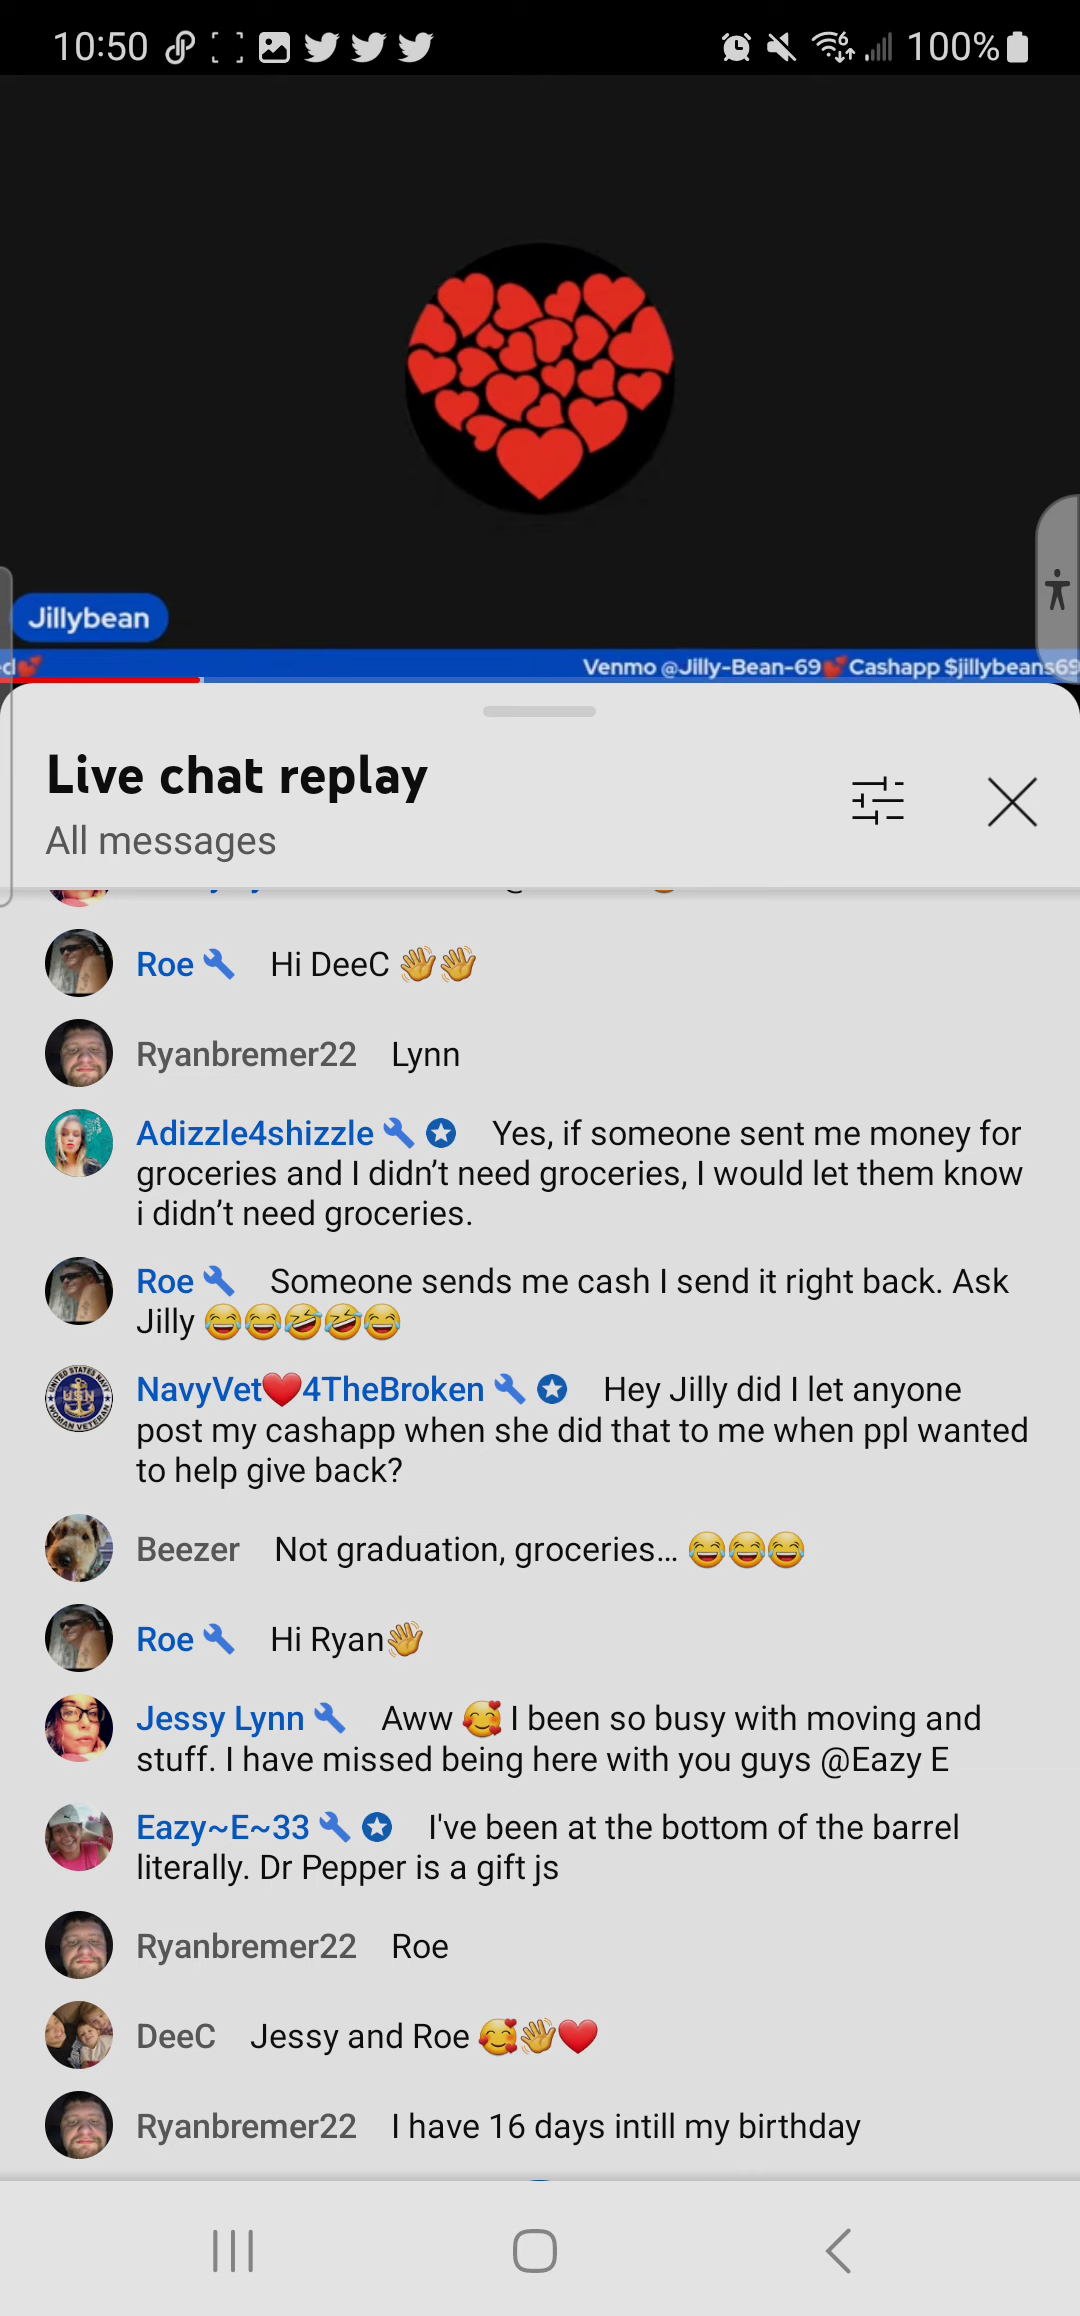 10:50
100%
Jillybean
Venmo @Jilly-Bean-69💕Cashapp $jillybeans69
Live chat replay
All messages
Roe 🔧 Hi DeeC 👋👋
Ryanbremer22 Lynn
Adizzle4shizzle 🔧 Yes, if someone sent me money for
groceries and I didn’t need groceries, I would let them know
i didn’t need groceries.
Roe 🔧 Someone sends me cash I send it right back. Ask
Jilly 😂😂🤣🤣😂
NavyVet❤️4TheBroken 🔧 Hey Jilly did I let anyone
post my cashapp when she did that to me when ppl wanted
to help give back?
Beezer Not graduation, groceries... 😂😂😂
Roe 🔧 Hi Ryan👋
Jessy Lynn 🔧 Aww 🥰 I been so busy with moving and
stuff. I have missed being here with you guys @Eazy E
Eazy~E~33 🔧 I've been at the bottom of the barrel
literally. Dr Pepper is a gift js
Ryanbremer22 Roe
DeeC Jessy and Roe 🥰👋❤️
Ryanbremer22 I have 16 days intill my birthday